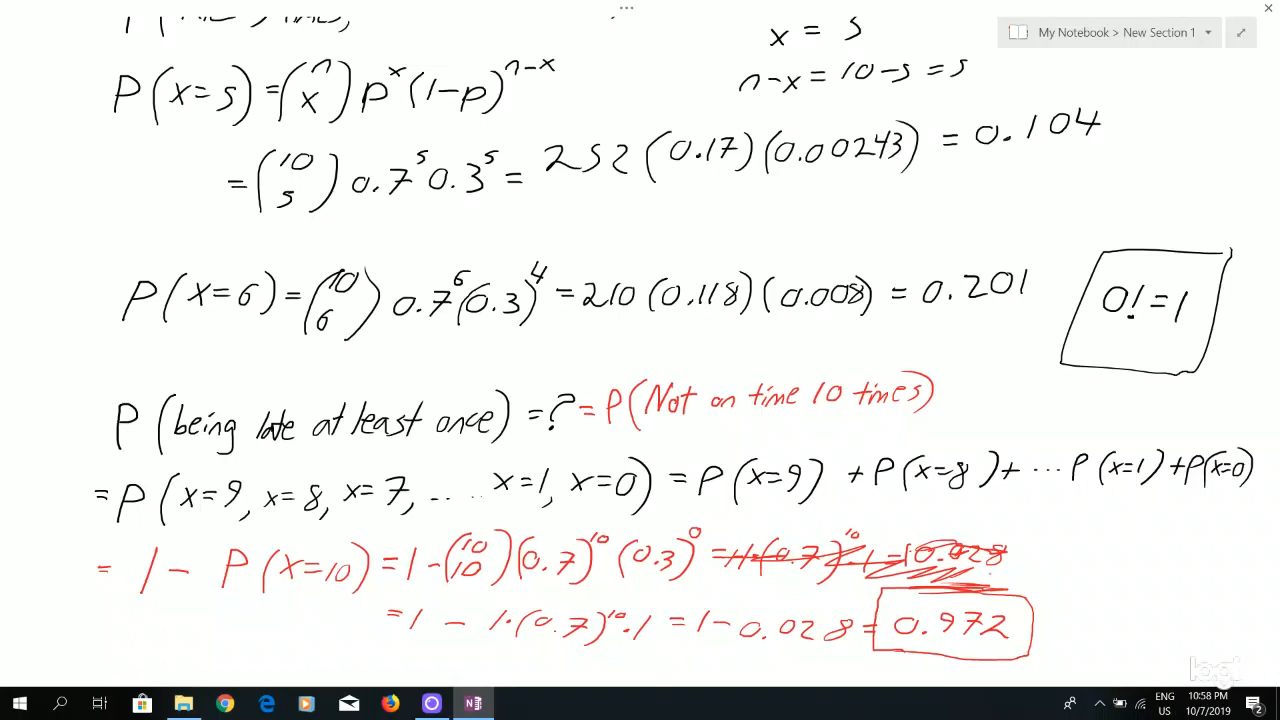 x = 5
My Notebook > New Section 1
P(x=5) = (n x) p^x (1-p)^n-x
n-x = 10-5 = 5
= (10 5) 0.7^5 0.3^5 = 252 (0.17)(0.00243) = 0.104
P(x=6) = (10 6) 0.7^6 (0.3)^4 = 210 (0.118)(0.008) = 0.201
0! = 1
P(being late at least once) = ? = P(Not on time 10 times)
= P(x=9, x=8, x=7, .... x=1, x=0) = P(x=9) + P(x=8) + ... P(x=1) + P(x=0)
= 1 - P(x=10) = 1 - (10 10)(0.7)^10 (0.3)^0
= 1 - 1·(0.7)^10·1 = 1 - 0.028 = 0.972
ENG
US
10:58 PM
10/7/2019
2